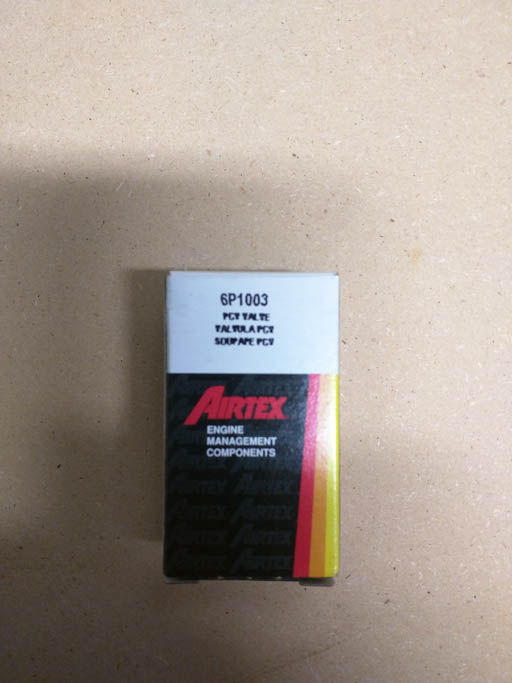 6P1003
PCV VALVE
VALVULA PCV
SOUPAPE PCV
AIRTEX
ENGINE
MANAGEMENT
COMPONENTS